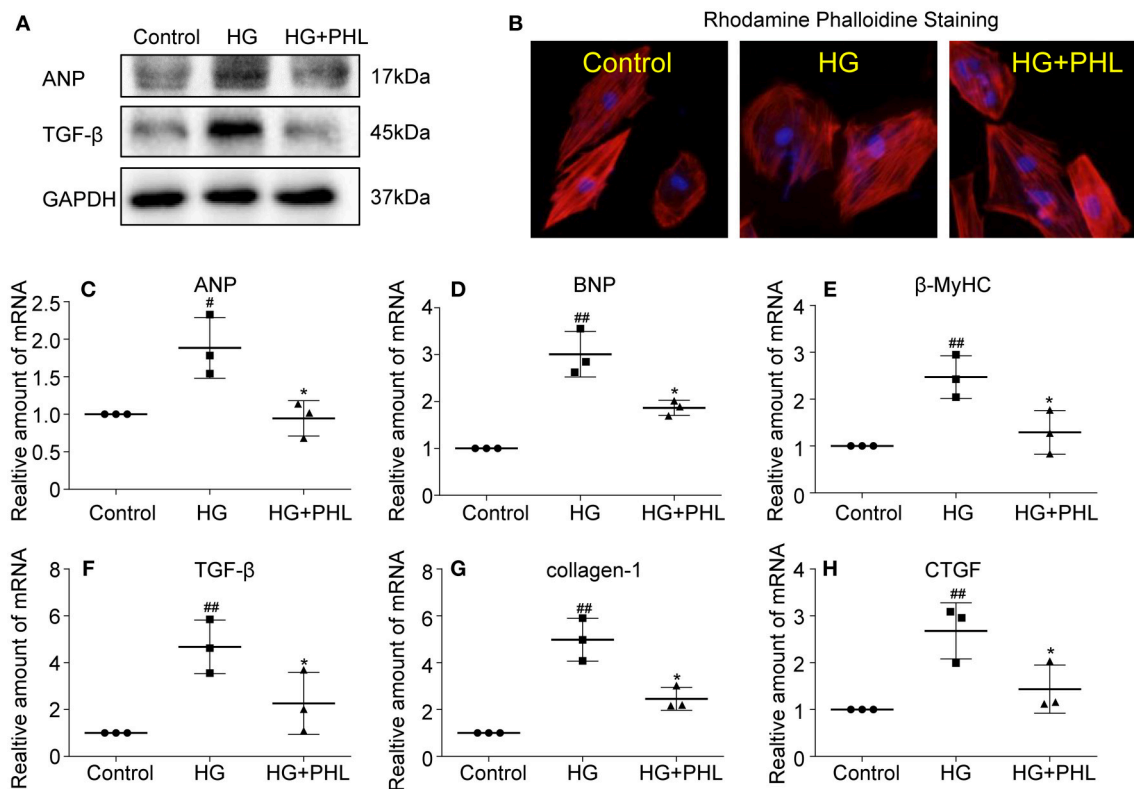 A
Control HG HG+PHL
ANP 17kDa
TGF-β 45kDa
GAPDH 37kDa
B
Rhodamine Phalloidine Staining
Control HG HG+PHL
C
ANP
Realtive amount of mRNA
2.5
2.0
1.5
1.0
0.5
0
#
*
Control HG HG+PHL
D
BNP
Realtive amount of mRNA
4
3
2
1
0
##
*
Control HG HG+PHL
E
β-MyHC
Realtive amount of mRNA
4
3
2
1
0
##
*
Control HG HG+PHL
F
TGF-β
Realtive amount of mRNA
8
6
4
2
0
##
*
Control HG HG+PHL
G
collagen-1
Realtive amount of mRNA
8
6
4
2
0
##
*
Control HG HG+PHL
H
CTGF
Realtive amount of mRNA
4
3
2
1
0
##
*
Control HG HG+PHL